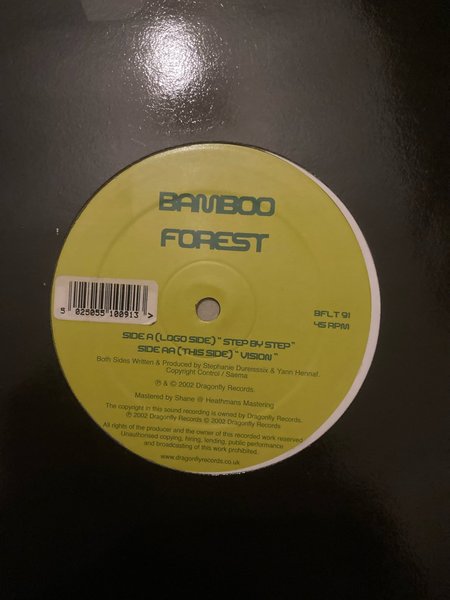 BAMBOO
FOREST
5 025055 100913 >
BFLT 91
45 RPM
SIDE A (LOGO SIDE) " STEP BY STEP"
SIDE AA (THIS SIDE) " VISION "
Both Sides Written & Produced by Stephanie Duresssix & Yann Hennaf.
Copyright Control / Saema
℗ & © 2002 Dragonfly Records.
Mastered by Shane @ Heathmans Mastering
The copyright in this sound recording is owned by Dragonfly Records.
℗ 2002 Dragonfly Records © 2002 Dragonfly Records
All rights of the producer and the owner of this recorded work reserved
Unauthorised copying, hiring, lending, public performance
and broadcasting of this work prohibited.
www.dragonflyrecords.co.uk